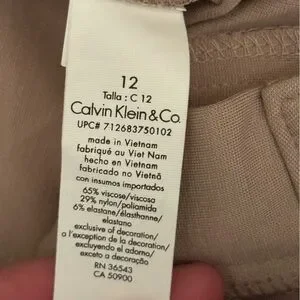 12
Talla : C 12
Calvin Klein & Co.
UPC# 712683750102
made in Vietnam
fabriqué au Viet Nam
hecho en Vietnam
fabricado no Vietnã
con insumos importados
65% viscose/viscosa
29% nylon/poliamida
6% elastane/élasthanne/
elastano
exclusive of decoration/
a l'exception de la decoration/
excluyendo el adorno/
exceto a decoração
RN 36543
CA 50900